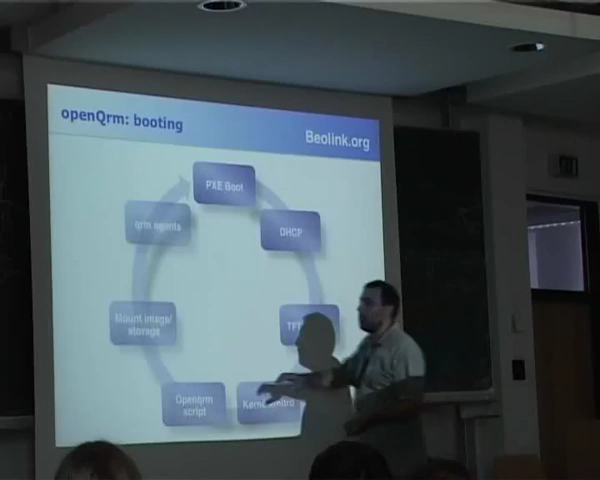 openQrm: booting
Beolink.org
PXE Boot
DHCP
qrm agents
Mount image/
storage
Openqrm
script